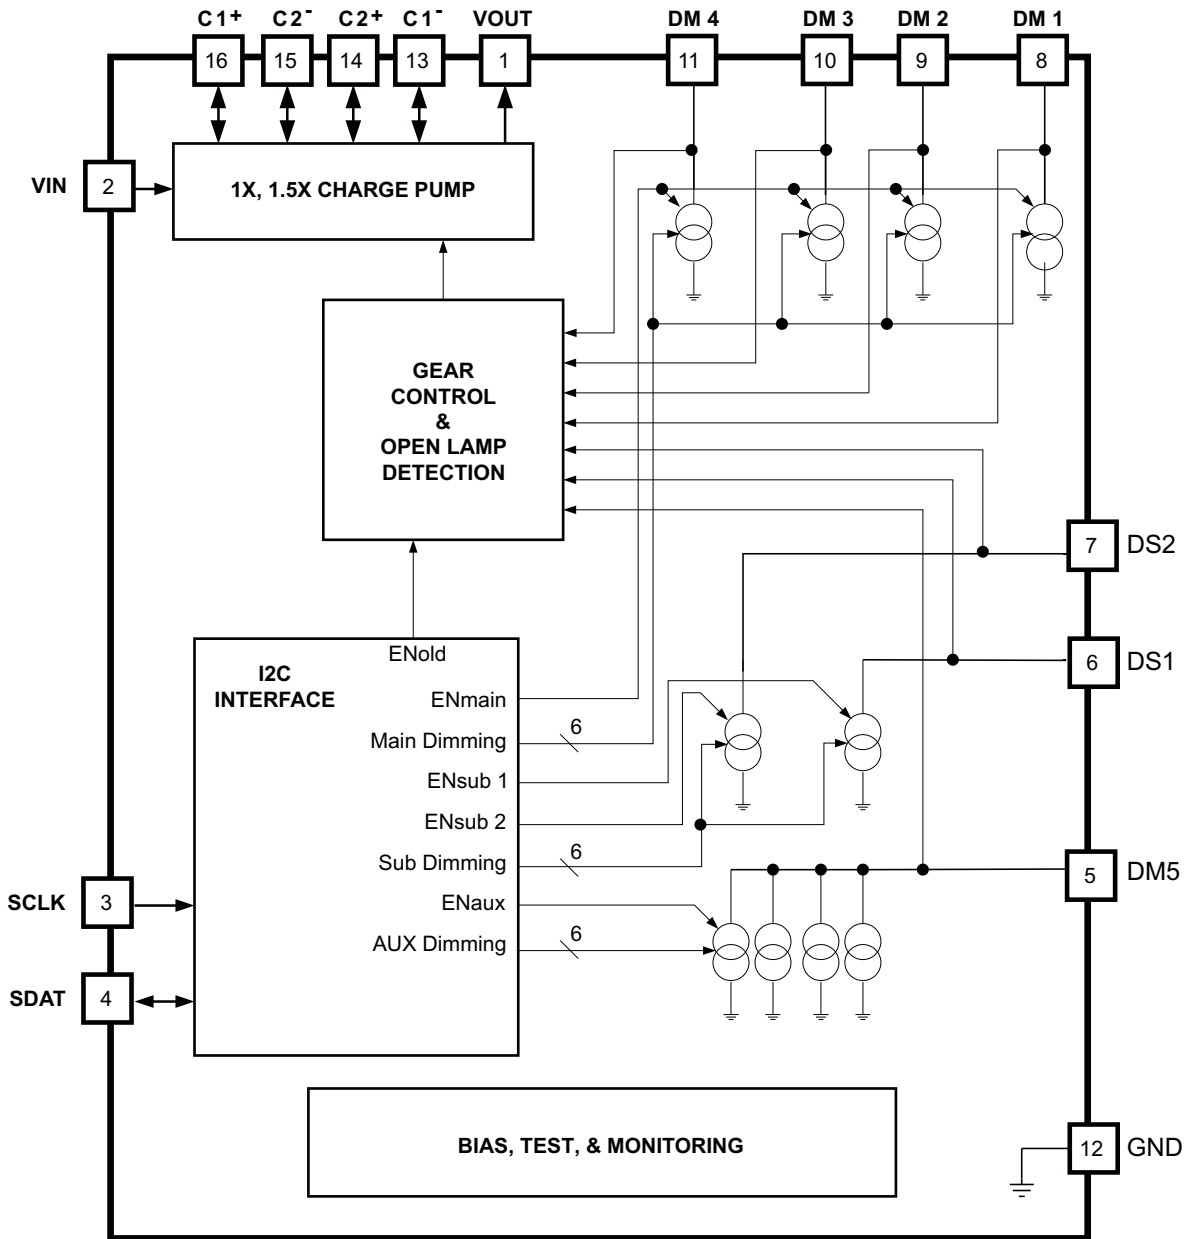 C1+ C2- C2+ C1- VOUT DM 4 DM 3 DM 2 DM 1
16 15 14 13 1 11 10 9 8
VIN 2
1X, 1.5X CHARGE PUMP
GEAR
CONTROL
&
OPEN LAMP
DETECTION
7 DS2
6 DS1
ENold
I2C
INTERFACE
ENmain
Main Dimming 6
ENsub 1
ENsub 2
Sub Dimming 6
ENaux
AUX Dimming 6
5 DM5
SCLK 3
SDAT 4
BIAS, TEST, & MONITORING
12 GND